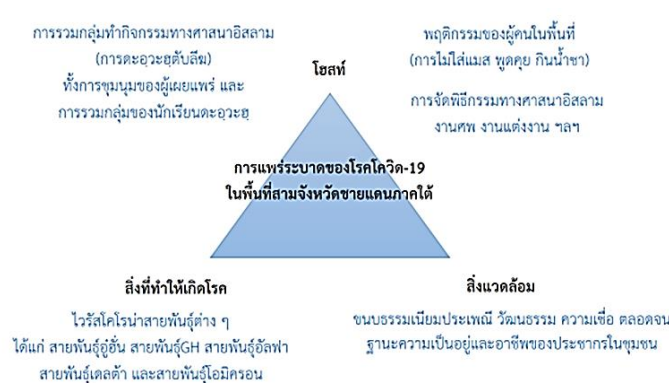 การรวมกลุ่มทำกิจกรรมทางศาสนาอิสลาม
(การดะอฺวะฮฺตับลีฆ)
ทั้งการชุมนุมของผู้เผยแพร่ และ
การรวมกลุ่มของนักเรียนดะอฺวะฮฺ
โฮสท์
พฤติกรรมของผู้คนในพื้นที่
(การไม่ใส่แมส พูดคุย กินน้ำชา)
การจัดพิธีกรรมทางศาสนาอิสลาม
งานศพ งานแต่งงาน ฯลฯ
การแพร่ระบาดของโรคโควิด-19
ในพื้นที่สามจังหวัดชายแดนภาคใต้
สิ่งที่ทำให้เกิดโรค
ไวรัสโคโรน่าสายพันธุ์ต่าง ๆ
ได้แก่ สายพันธุ์อู่ฮั่น สายพันธุ์GH สายพันธุ์อัลฟา
สายพันธุ์เดลต้า และสายพันธุ์โอมิครอน
สิ่งแวดล้อม
ขนบธรรมเนียมประเพณี วัฒนธรรม ความเชื่อ ตลอดจน
ฐานะความเป็นอยู่และอาชีพของประชากรในชุมชน